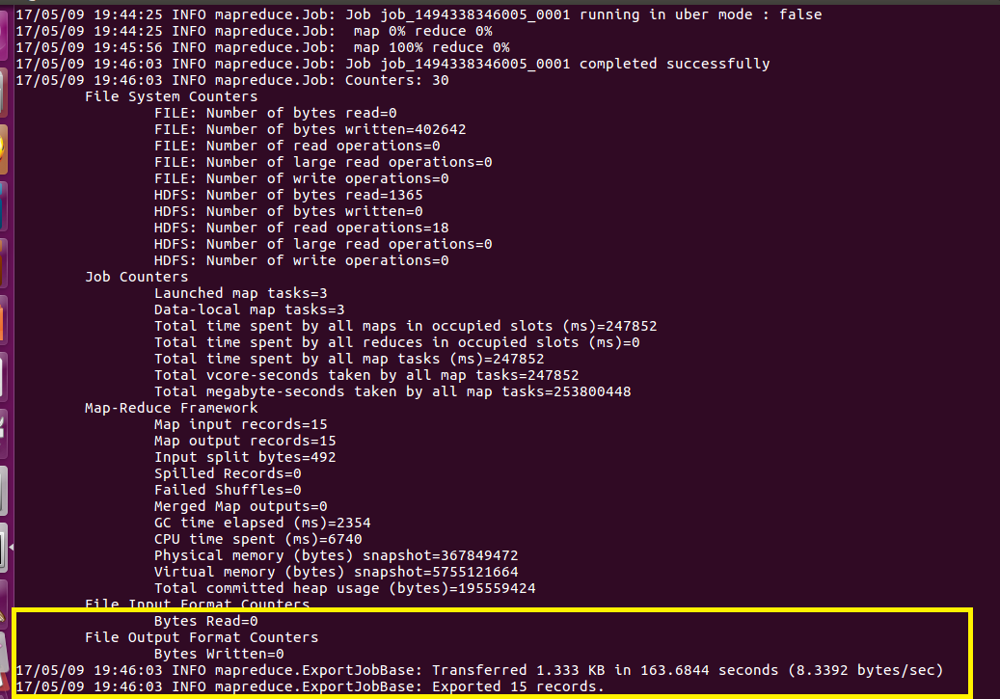 17/05/09 19:44:25 INFO mapreduce.Job: Job job_1494338346005_0001 running in uber mode : false
17/05/09 19:44:25 INFO mapreduce.Job:  map 0% reduce 0%
17/05/09 19:45:56 INFO mapreduce.Job:  map 100% reduce 0%
17/05/09 19:46:03 INFO mapreduce.Job: Job job_1494338346005_0001 completed successfully
17/05/09 19:46:03 INFO mapreduce.Job: Counters: 30
File System Counters
FILE: Number of bytes read=0
FILE: Number of bytes written=402642
FILE: Number of read operations=0
FILE: Number of large read operations=0
FILE: Number of write operations=0
HDFS: Number of bytes read=1365
HDFS: Number of bytes written=0
HDFS: Number of read operations=18
HDFS: Number of large read operations=0
HDFS: Number of write operations=0
Job Counters
Launched map tasks=3
Data-local map tasks=3
Total time spent by all maps in occupied slots (ms)=247852
Total time spent by all reduces in occupied slots (ms)=0
Total time spent by all map tasks (ms)=247852
Total vcore-seconds taken by all map tasks=247852
Total megabyte-seconds taken by all map tasks=253800448
Map-Reduce Framework
Map input records=15
Map output records=15
Input split bytes=492
Spilled Records=0
Failed Shuffles=0
Merged Map outputs=0
GC time elapsed (ms)=2354
CPU time spent (ms)=6740
Physical memory (bytes) snapshot=367849472
Virtual memory (bytes) snapshot=5755121664
Total committed heap usage (bytes)=195559424
File Input Format Counters
Bytes Read=0
File Output Format Counters
Bytes Written=0
17/05/09 19:46:03 INFO mapreduce.ExportJobBase: Transferred 1.333 KB in 163.6844 seconds (8.3392 bytes/sec)
17/05/09 19:46:03 INFO mapreduce.ExportJobBase: Exported 15 records.